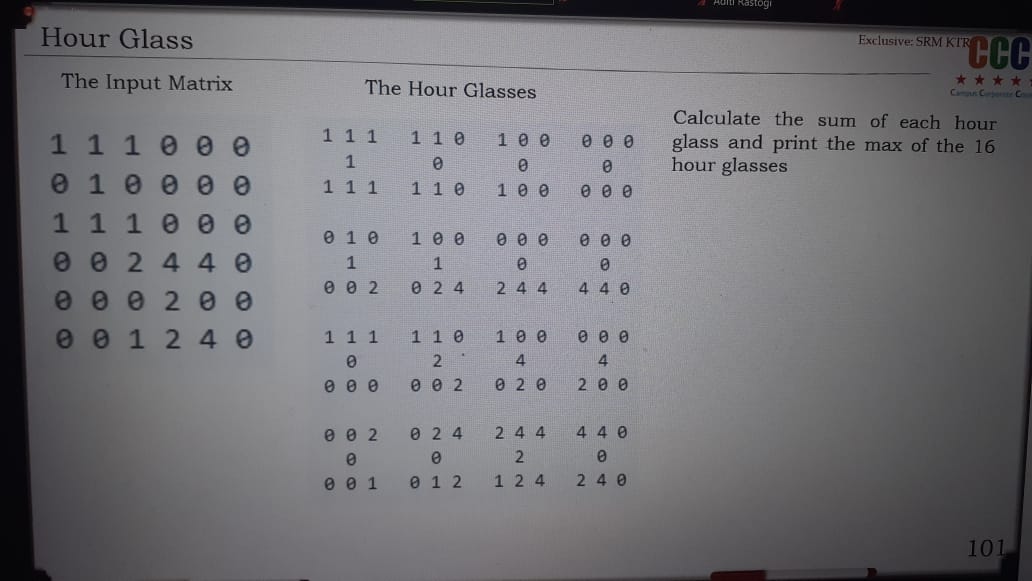 Aditi Rastogi
Hour Glass
Exclusive: SRM KTR
CCC
The Input Matrix
The Hour Glasses
Calculate the sum of each hour
glass and print the max of the 16
hour glasses
1 1 1 0 0 0
0 1 0 0 0 0
1 1 1 0 0 0
0 0 2 4 4 0
0 0 0 2 0 0
0 0 1 2 4 0
1 1 1 1 1 0 1 0 0 0 0 0
1 0 0 0
1 1 1 1 1 0 1 0 0 0 0 0
0 1 0 1 0 0 0 0 0 0 0 0
1 1 0 0
0 0 2 0 2 4 2 4 4 4 4 0
1 1 1 1 1 0 1 0 0 0 0 0
0 2 4 4
0 0 0 0 0 2 0 2 0 2 0 0
0 0 2 0 2 4 2 4 4 4 4 0
0 0 2 0
0 0 1 0 1 2 1 2 4 2 4 0
101